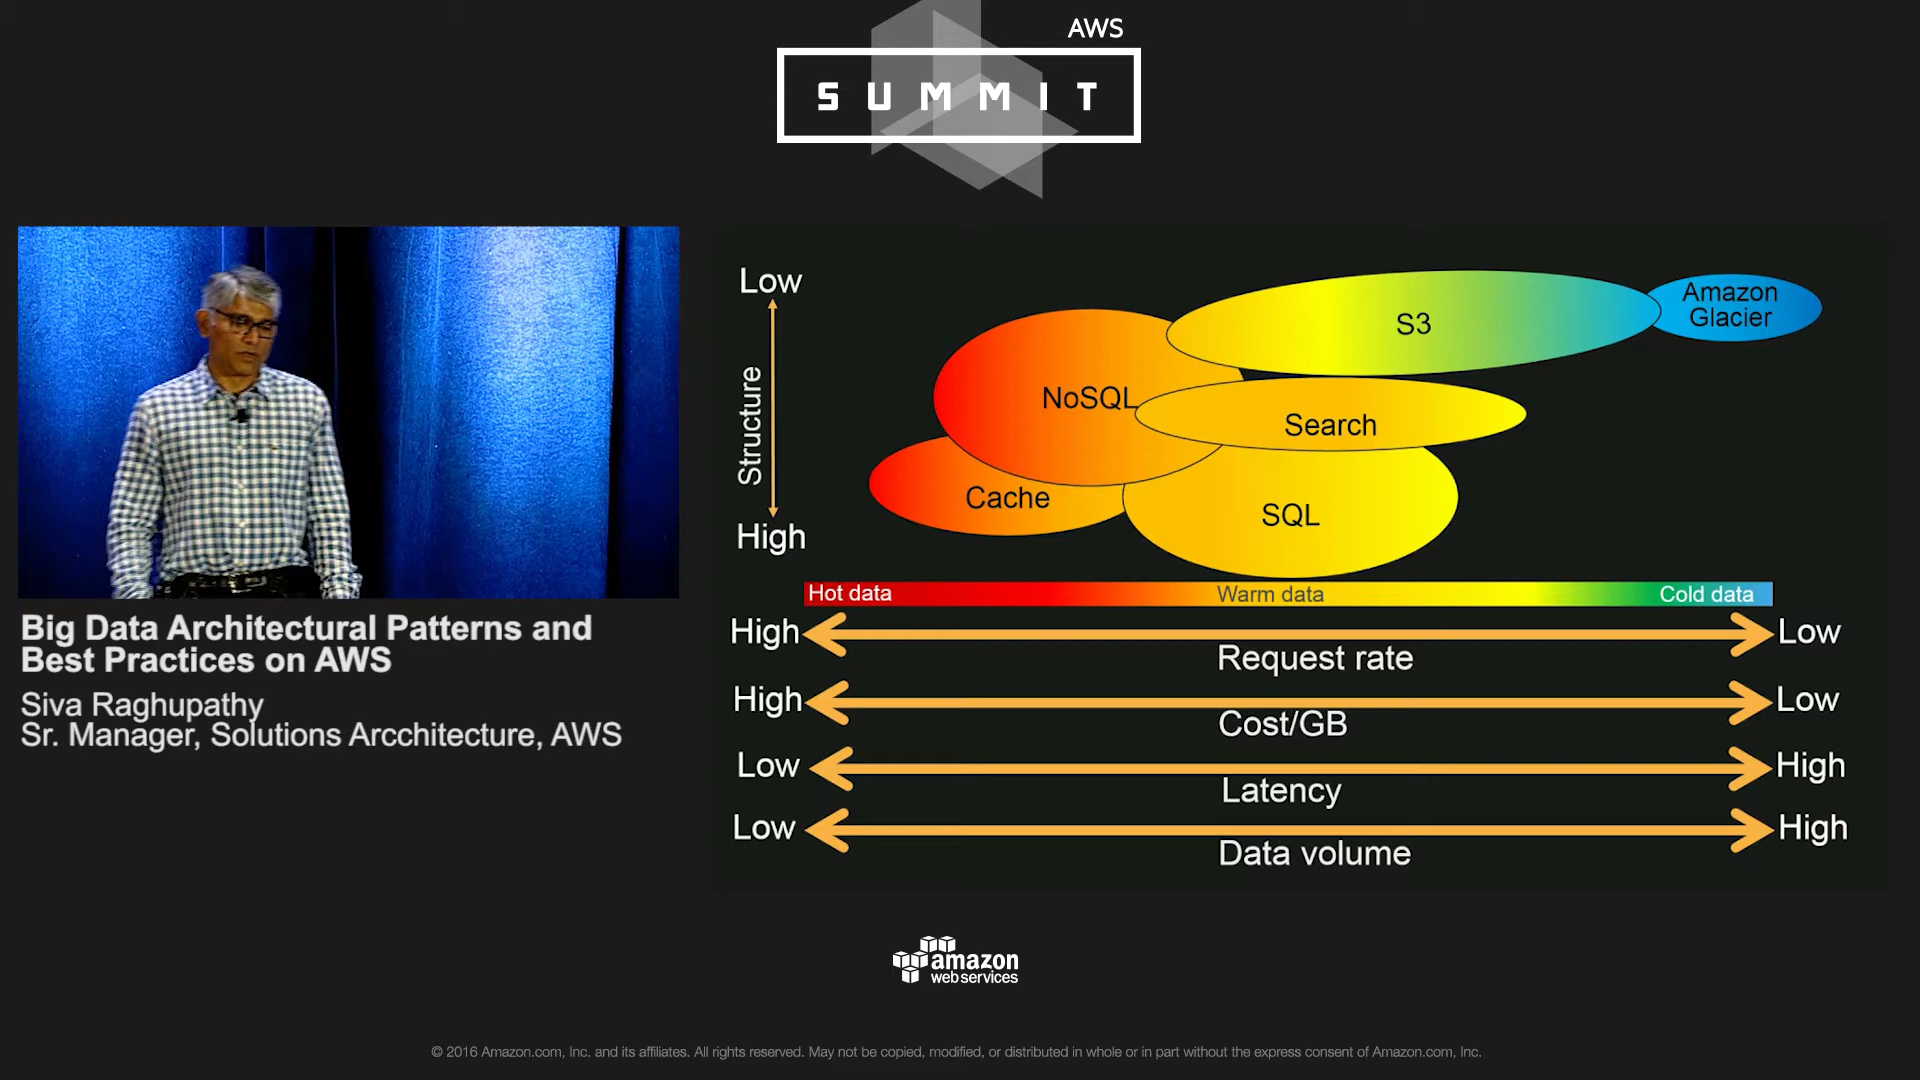 AWS
SUMMIT
Low
Structure
High
S3
Amazon
Glacier
NoSQL
Search
Cache
SQL
Hot data
Warm data
Cold data
High
Low
Request rate
High
Low
Cost/GB
Low
High
Latency
Low
High
Data volume
Big Data Architectural Patterns and
Best Practices on AWS
Siva Raghupathy
Sr. Manager, Solutions Arcchitecture, AWS
amazon
webservices
© 2016 Amazon.com, Inc. and its affiliates. All rights reserved. May not be copied, modified, or distributed in whole or in part without the express consent of Amazon.com, Inc.